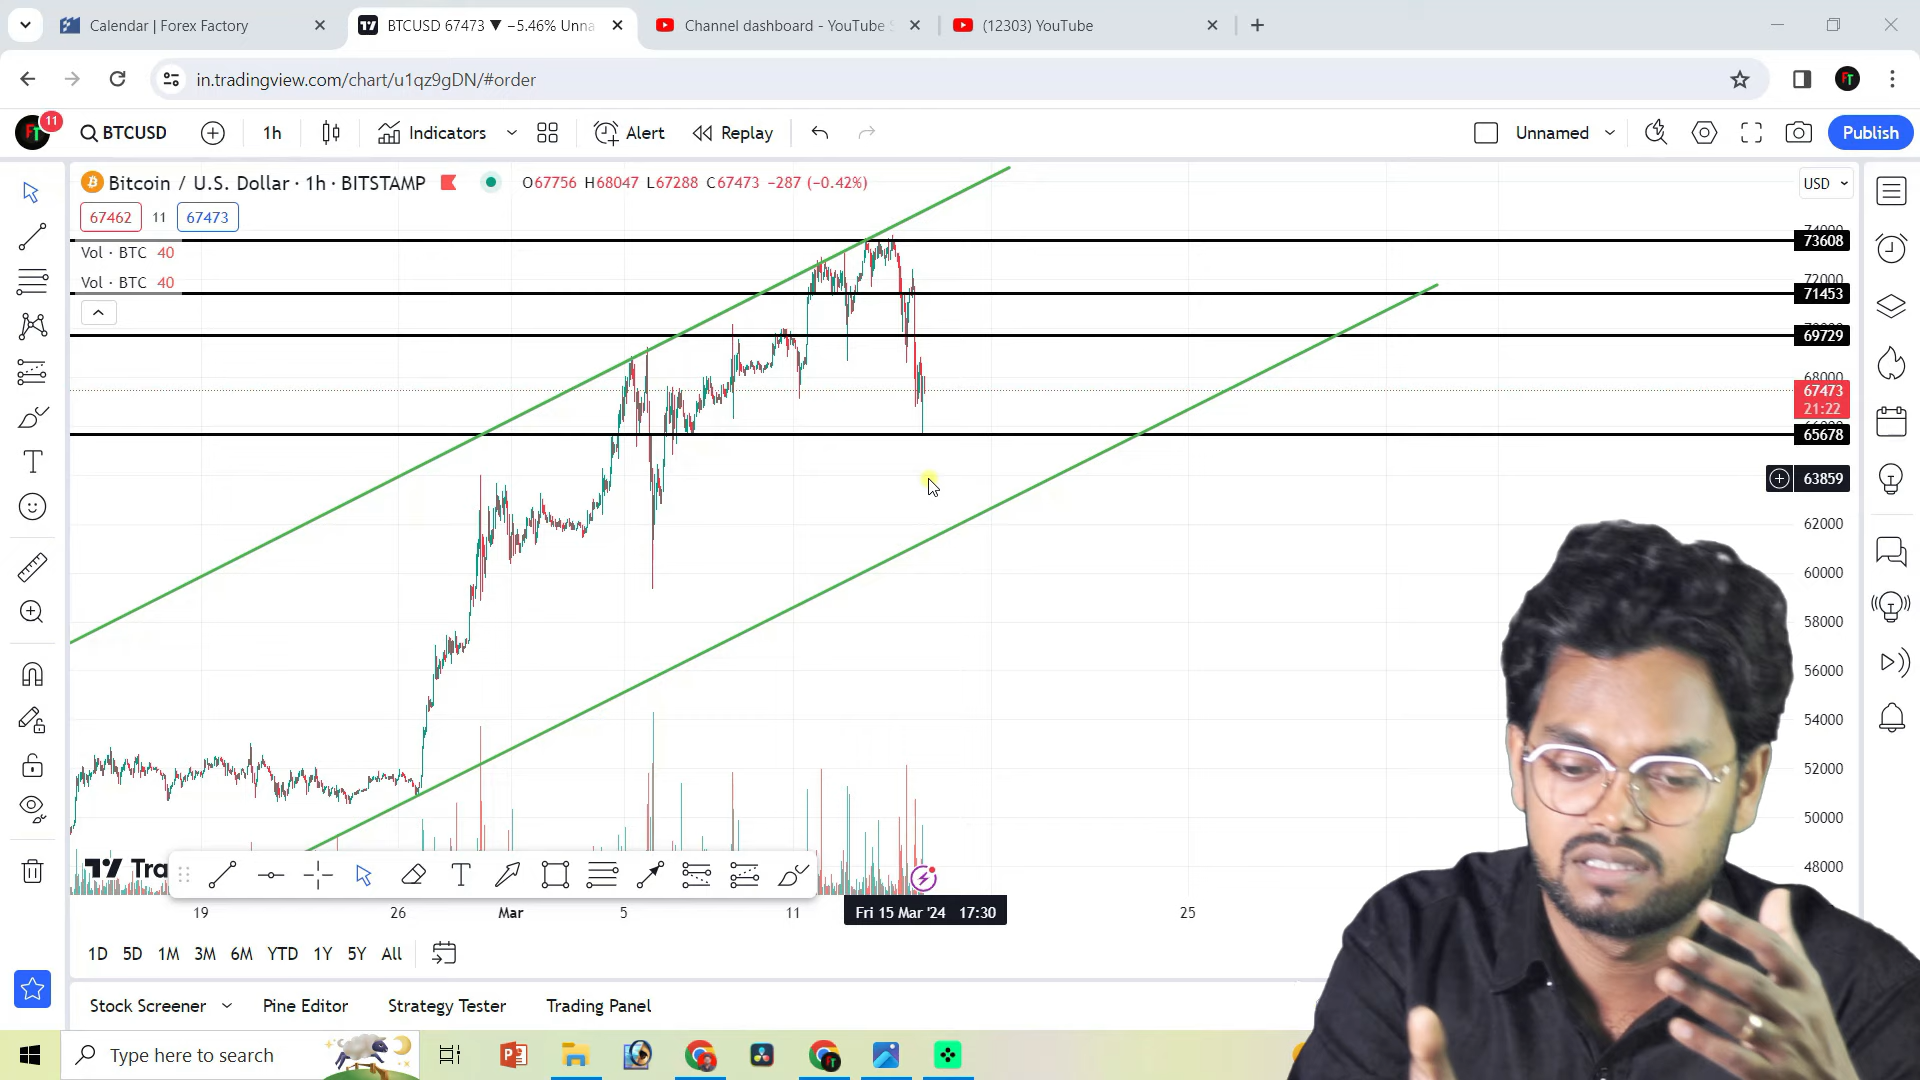 Calendar | Forex Factory
BTCUSD 67473 ▼ −5.46% Unna
Channel dashboard - YouTube S
(12303) YouTube
in.tradingview.com/chart/u1qz9gDN/#order
FT
FT 11
BTCUSD
1h
Indicators
Alert
Replay
Unnamed
Publish
Bitcoin / U.S. Dollar · 1h · BITSTAMP
O67756 H68047 L67288 C67473 −287 (−0.42%)
USD
67462 11 67473
Vol · BTC 40
Vol · BTC 40
73608
72000
71453
69729
68000
67473
21:22
65678
63859
62000
60000
58000
56000
54000
52000
50000
48000
Tra
19
26
Mar
5
11
Fri 15 Mar '24 17:30
25
1D 5D 1M 3M 6M YTD 1Y 5Y All
Stock Screener
Pine Editor
Strategy Tester
Trading Panel
Type here to search